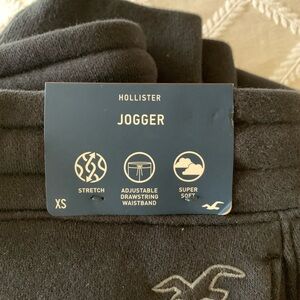 HOLLISTER
JOGGER
STRETCH
ADJUSTABLE
DRAWSTRING
WAISTBAND
SUPER
SOFT
XS